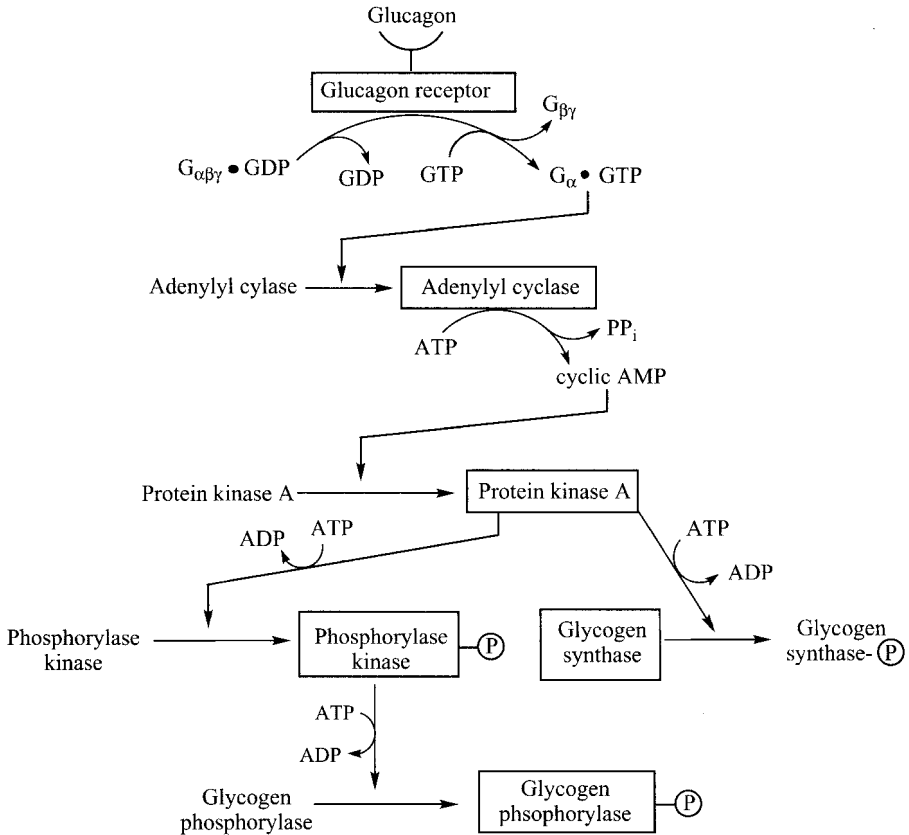 Glucagon
Glucagon receptor
Gβγ
Gαβγ • GDP
GDP
GTP
Gα • GTP
Adenylyl cylase
Adenylyl cyclase
ATP
PPi
cyclic AMP
Protein kinase A
Protein kinase A
ADP
ATP
ATP
ADP
Phosphorylase
kinase
Phosphorylase
kinase
P
Glycogen
synthase
Glycogen
synthase-P
ATP
ADP
Glycogen
phosphorylase
Glycogen
phsophorylase
P